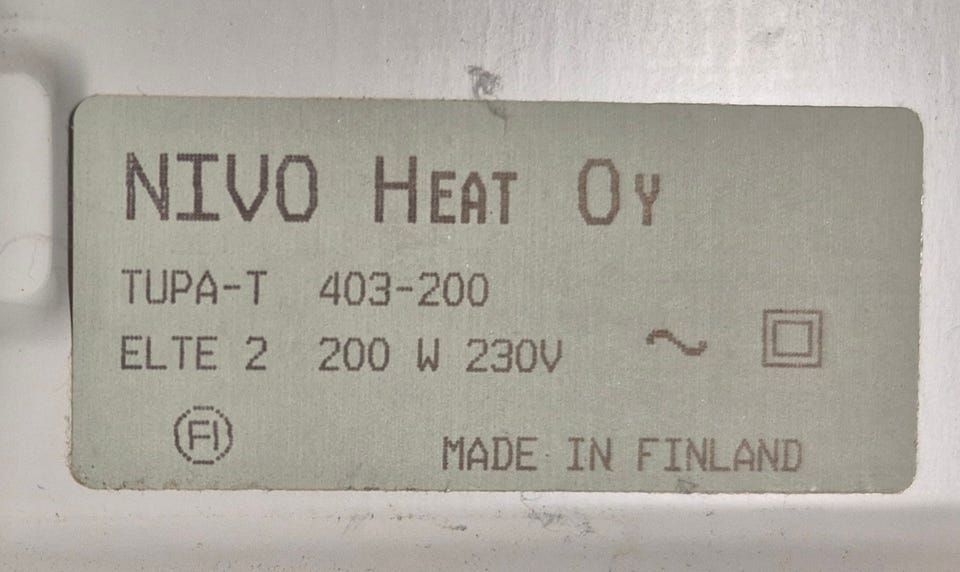 NIVO HEAT OY
TUPA-T 403-200
ELTE 2 200 W 230V ~
FI
MADE IN FINLAND